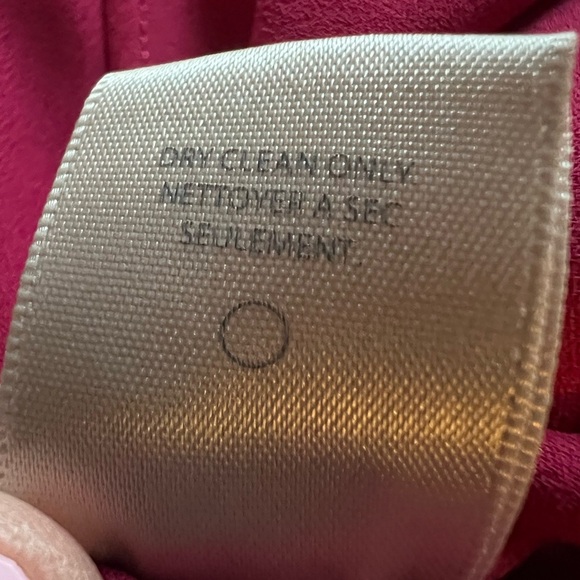 DRY CLEAN ONLY.
NETTOYER A SEC
SEULEMENT.